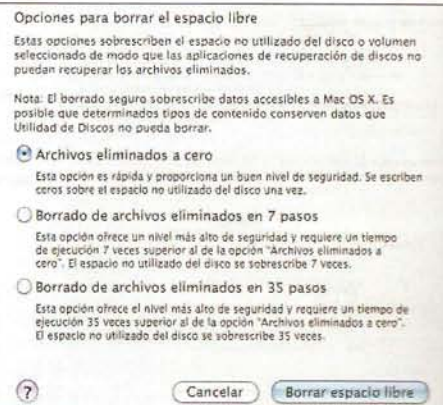 Opciones para borrar el espacio libre
Estas opciones sobrescriben el espacio no utilizado del disco o volumen
seleccionado de modo que las aplicaciones de recuperación de discos no
puedan recuperar los archivos eliminados.
Nota: El borrado seguro sobrescribe datos accesibles a Mac OS X. Es
posible que determinados tipos de contenido conserven datos que
Utilidad de Discos no pueda borrar.
Archivos eliminados a cero
Esta opción es rápida y proporciona un buen nivel de seguridad. Se escriben
ceros sobre el espacio no utilizado del disco una vez.
Borrado de archivos eliminados en 7 pasos
Esta opción ofrece un nivel más alto de seguridad y requiere un tiempo
de ejecución 7 veces superior al de la opción "Archivos eliminados a
cero". El espacio no utilizado del disco se sobrescribe 7 veces.
Borrado de archivos eliminados en 35 pasos
Esta opción ofrece el nivel más alto de seguridad y requiere un tiempo de
ejecución 35 veces superior al de la opción "Archivos eliminados a cero".
El espacio no utilizado del disco se sobrescribe 35 veces.
? Cancelar Borrar espacio libre